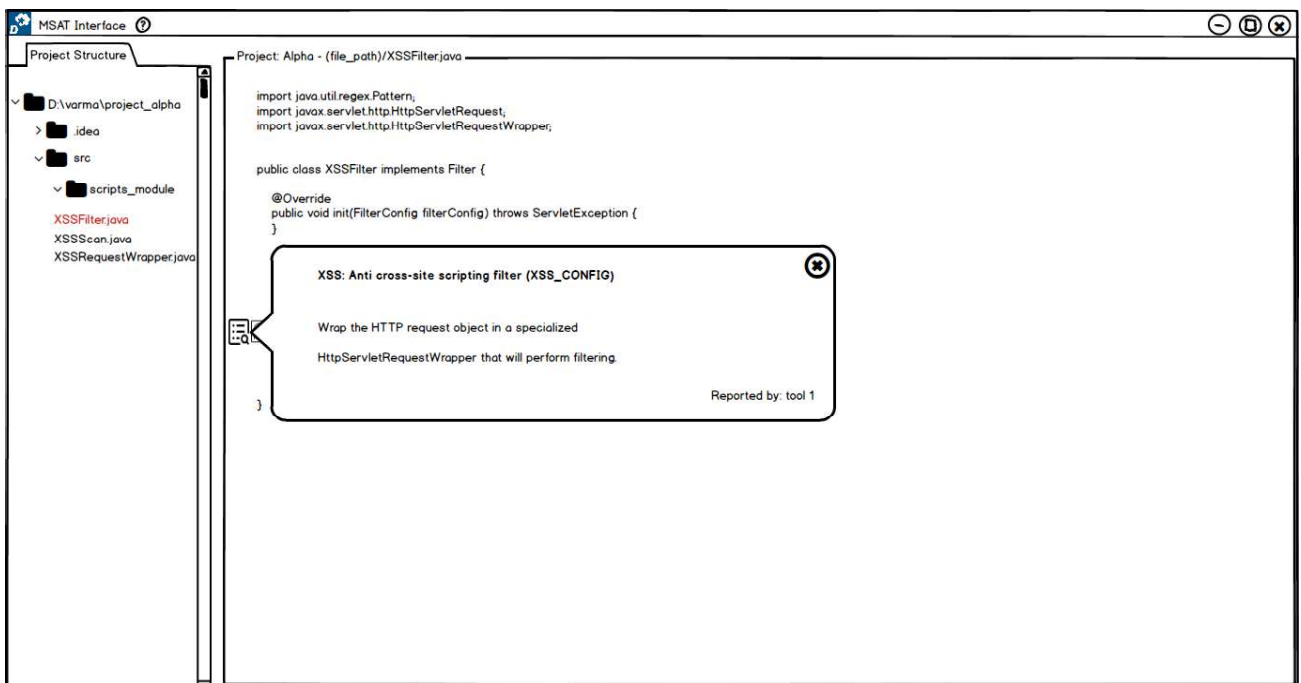 MSAT Interface ?
Project Structure
D:\varma\project_alpha
.idea
src
scripts_module
XSSFilter.java
XSSScan.java
XSSRequestWrapper.java
Project: Alpha - (file_path)/XSSFilter.java
import java.util.regex.Pattern;
import javax.servlet.http.HttpServletRequest;
import javax.servlet.http.HttpServletRequestWrapper;
public class XSSFilter implements Filter {
@Override
public void init(FilterConfig filterConfig) throws ServletException {
}
XSS: Anti cross-site scripting filter (XSS_CONFIG)
Wrap the HTTP request object in a specialized
HttpServletRequestWrapper that will perform filtering.
Reported by: tool 1
}